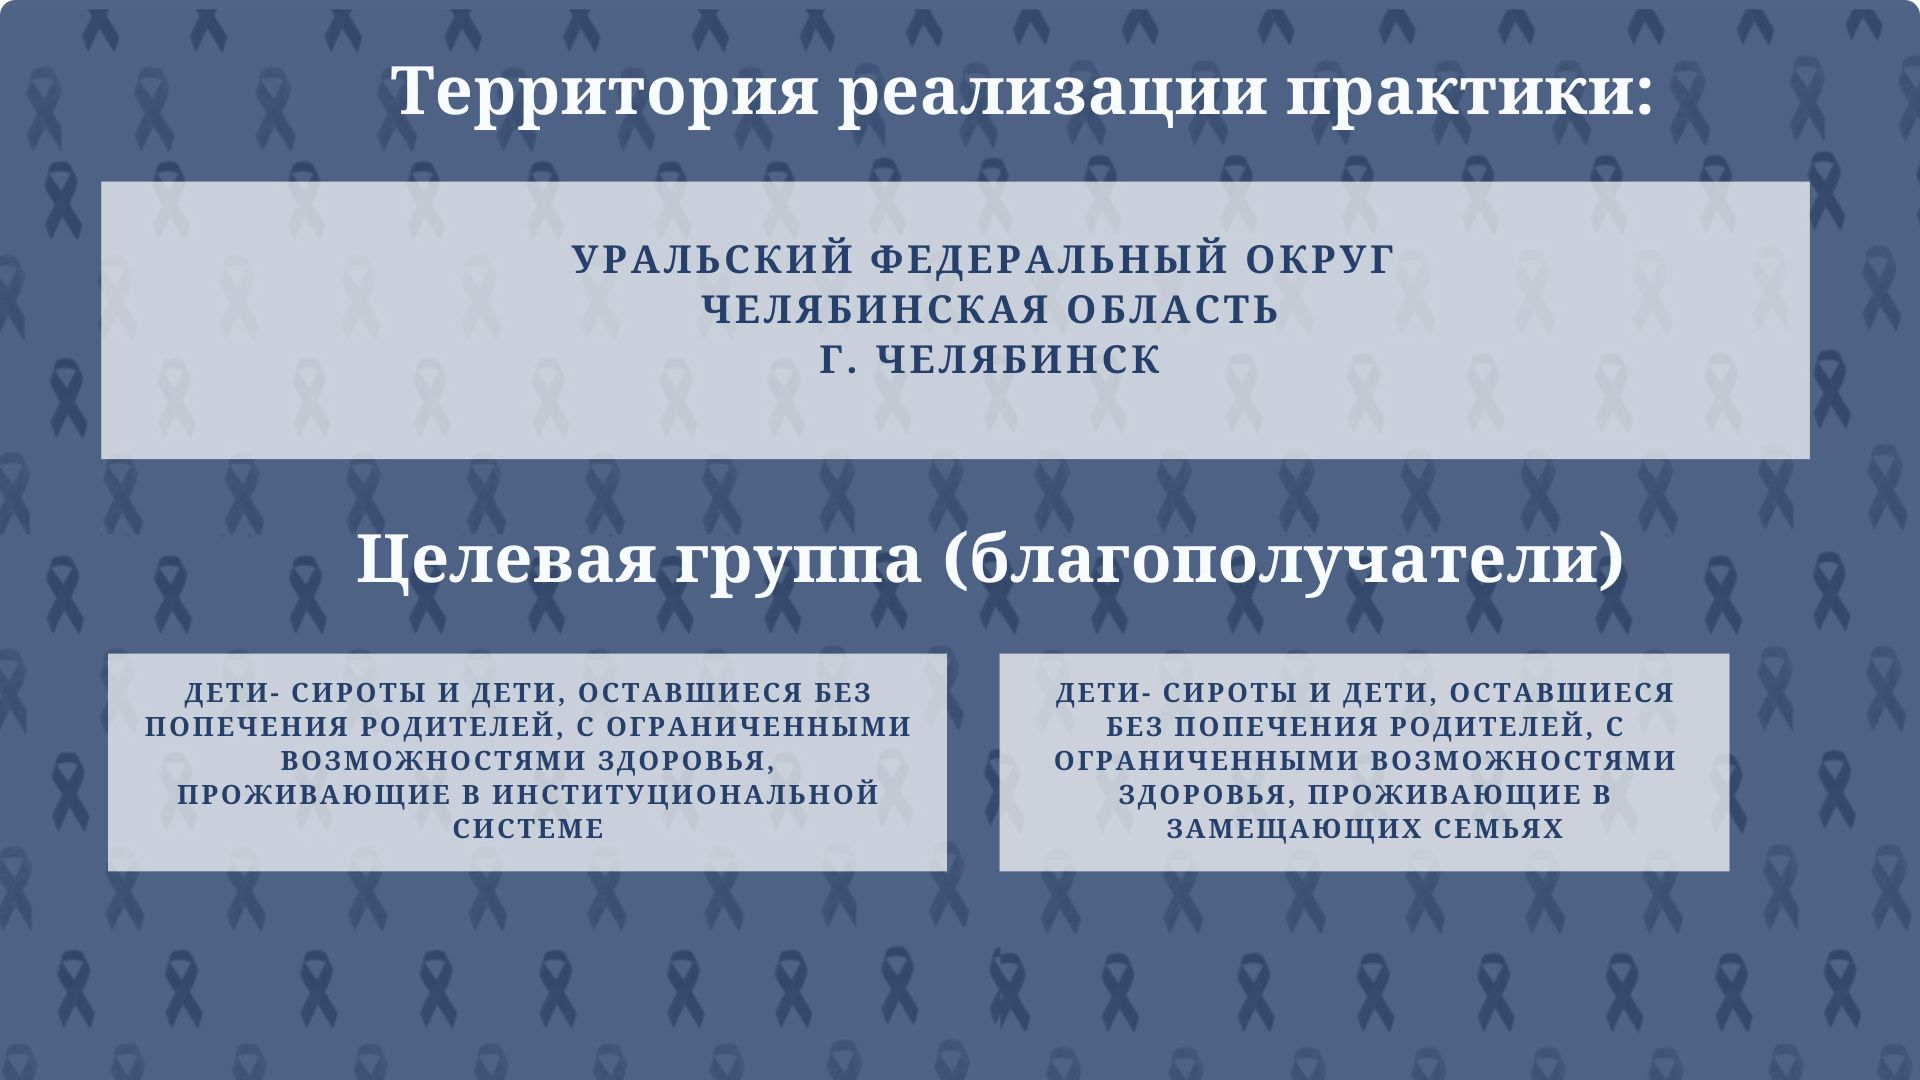 Территория реализации практики:
УРАЛЬСКИЙ ФЕДЕРАЛЬНЫЙ ОКРУГ
ЧЕЛЯБИНСКАЯ ОБЛАСТЬ
Г. ЧЕЛЯБИНСК
Целевая группа (благополучатели)
ДЕТИ- СИРОТЫ И ДЕТИ, ОСТАВШИЕСЯ БЕЗ
ПОПЕЧЕНИЯ РОДИТЕЛЕЙ, С ОГРАНИЧЕННЫМИ
ВОЗМОЖНОСТЯМИ ЗДОРОВЬЯ,
ПРОЖИВАЮЩИЕ В ИНСТИТУЦИОНАЛЬНОЙ
СИСТЕМЕ
ДЕТИ- СИРОТЫ И ДЕТИ, ОСТАВШИЕСЯ
БЕЗ ПОПЕЧЕНИЯ РОДИТЕЛЕЙ, С
ОГРАНИЧЕННЫМИ ВОЗМОЖНОСТЯМИ
ЗДОРОВЬЯ, ПРОЖИВАЮЩИЕ В
ЗАМЕЩАЮЩИХ СЕМЬЯХ